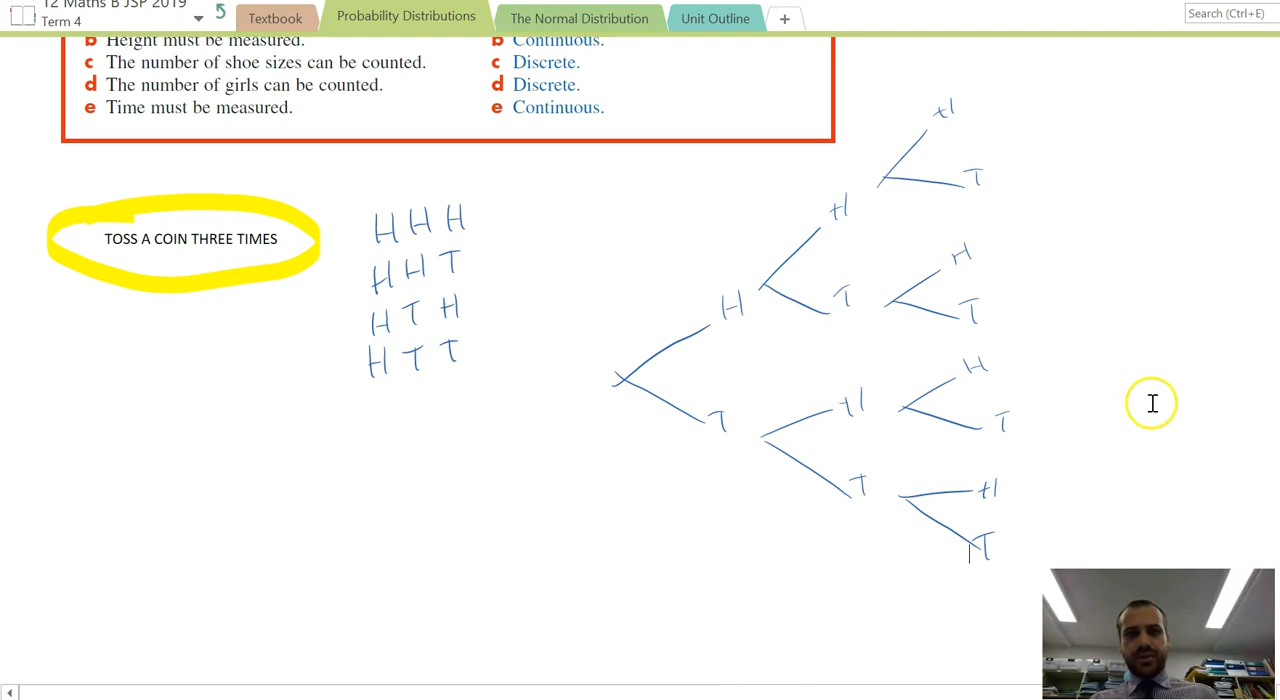 12 Maths B JSP 2019
Term 4
Textbook
Probability Distributions
The Normal Distribution
Unit Outline
+
Search (Ctrl+E)
b Height must be measured. b Continuous.
c The number of shoe sizes can be counted. c Discrete.
d The number of girls can be counted. d Discrete.
e Time must be measured. e Continuous.
TOSS A COIN THREE TIMES
H H H
H H T
H T H
H T T
H
T
H
H
T
T
H
T
H
H
H
T
T
T
H
T